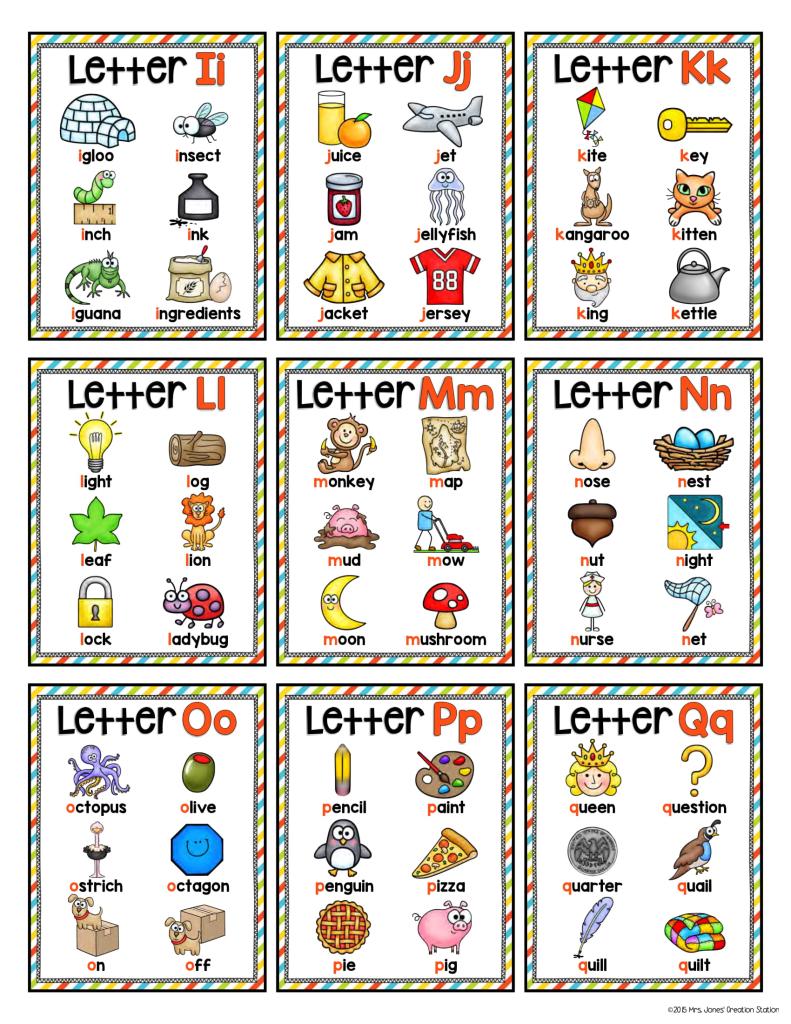 Letter Ii
igloo insect
inch ink
iguana ingredients
Letter Jj
juice jet
jam jellyfish
88
jacket jersey
Letter Kk
kite key
kangaroo kitten
king kettle
Letter Ll
light log
leaf lion
lock ladybug
Letter Mm
monkey map
mud mow
moon mushroom
Letter Nn
nose nest
nut night
nurse net
Letter Oo
octopus olive
ostrich octagon
on off
Letter Pp
pencil paint
penguin pizza
pie pig
Letter Qq
queen question
quarter quail
quill quilt
©2015 Mrs. Jones' Creation Station